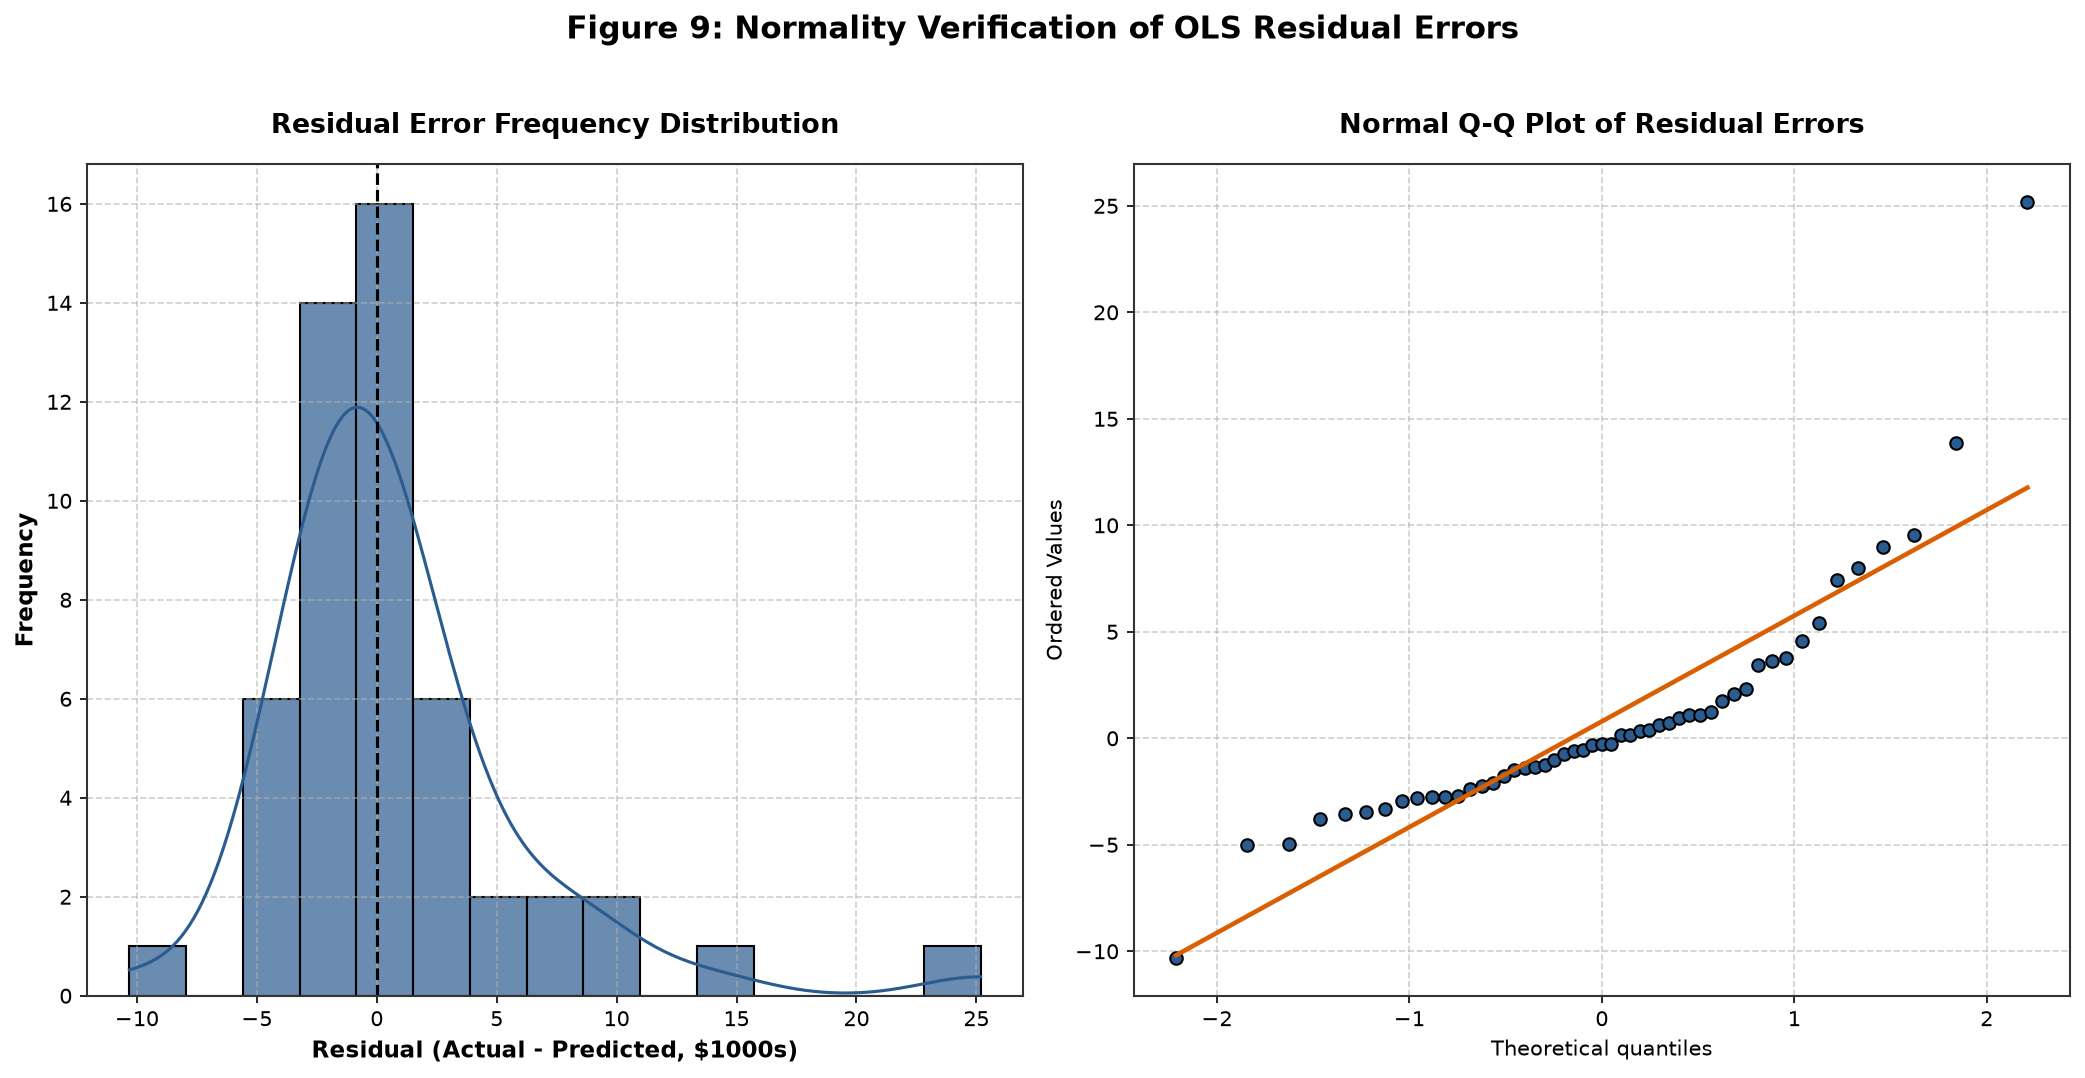 Figure 9: Normality Verification of OLS Residual Errors
Residual Error Frequency Distribution
Frequency
16
14
12
10
8
6
4
2
0
−10 −5 0 5 10 15 20 25
Residual (Actual - Predicted, $1000s)
Normal Q-Q Plot of Residual Errors
Ordered Values
25
20
15
10
5
0
−5
−10
−2 −1 0 1 2
Theoretical quantiles